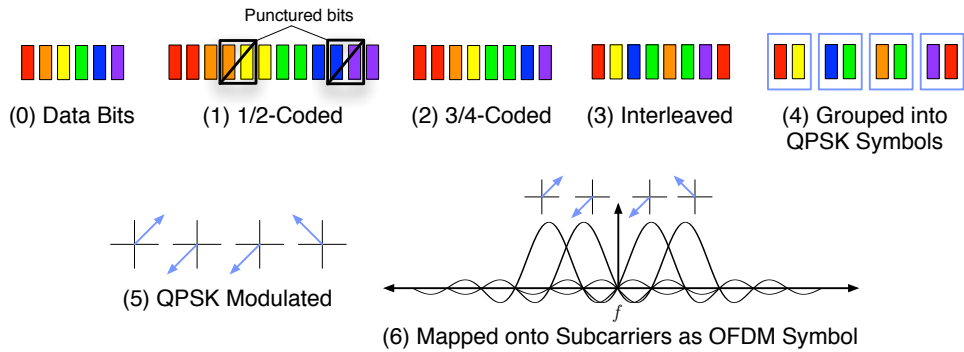 Punctured bits
(0) Data Bits
(1) 1/2-Coded
(2) 3/4-Coded
(3) Interleaved
(4) Grouped into
QPSK Symbols
(5) QPSK Modulated
f
(6) Mapped onto Subcarriers as OFDM Symbol